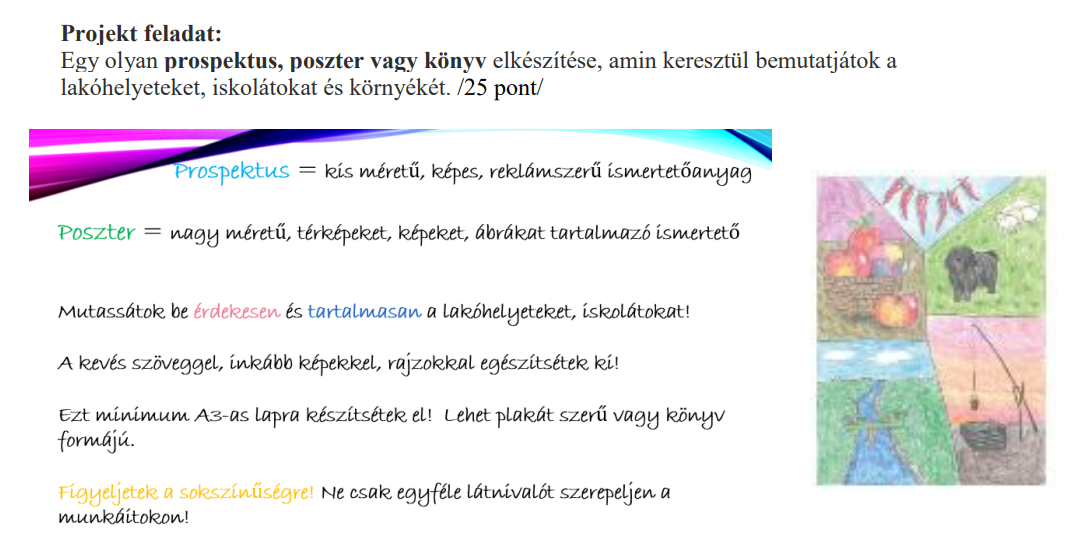 Projekt feladat:
Egy olyan prospektus, poszter vagy könyv elkészítése, amin keresztül bemutatjátok a
lakóhelyeteket, iskolátokat és környékét. /25 pont/
Prospektus = kis méretű, képes, reklámszerű ismertetőanyag
Poszter = nagy méretű, térképeket, képeket, ábrákat tartalmazó ismertető
Mutassátok be érdekesen és tartalmasan a lakóhelyeteket, iskolátokat!
A kevés szöveggel, inkább képekkel, rajzokkal egészítsétek ki!
Ezt minimum A3-as lapra készítsétek el! Lehet plakát szerű vagy könyv
formájú.
Figyeljetek a sokszínűségre! Ne csak egyféle látnivalót szerepeljen a
munkáitokon!